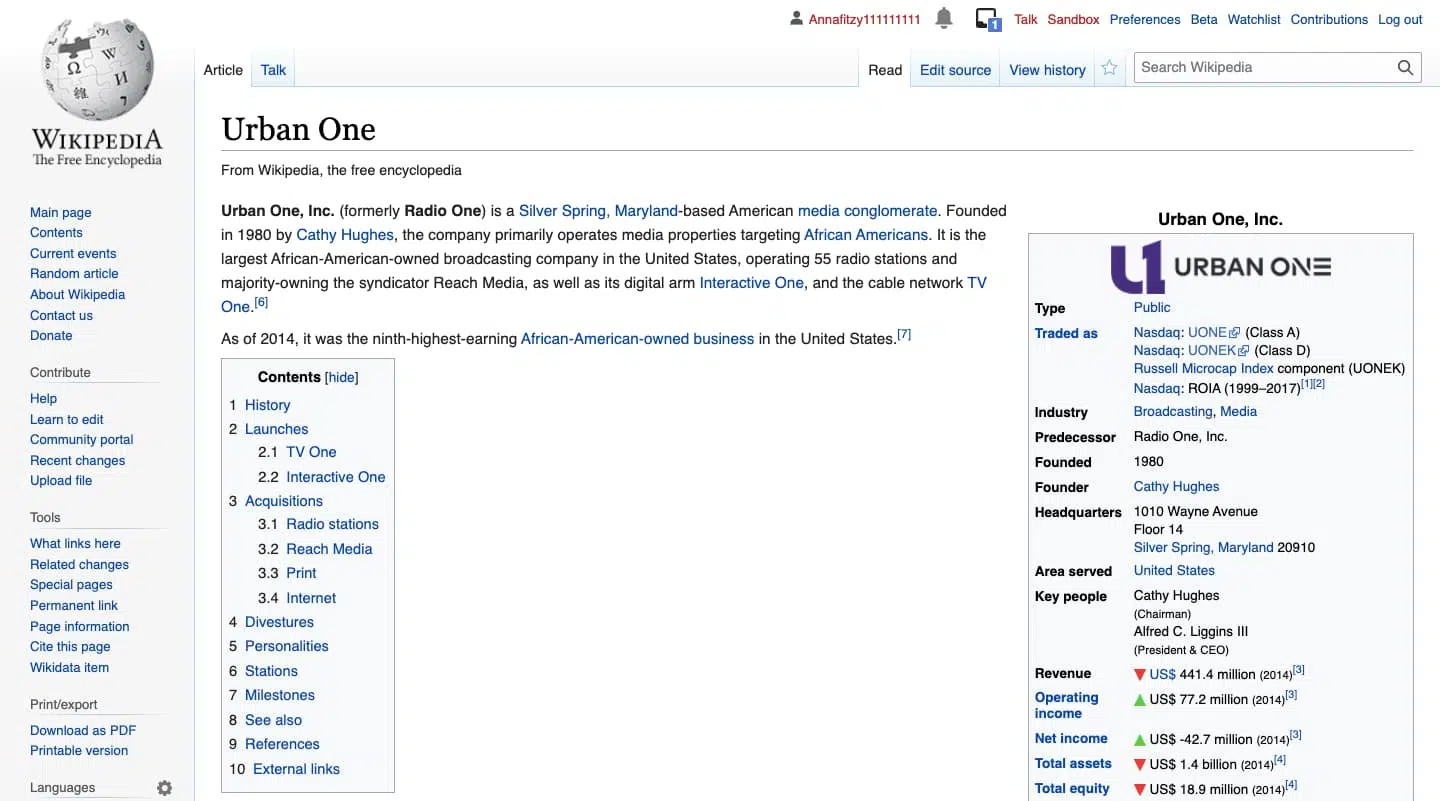 Annafitzy111111111 1 Talk Sandbox Preferences Beta Watchlist Contributions Log out
Article Talk Read Edit source View history Search Wikipedia
Ω W И 維
WIKIPEDIA
The Free Encyclopedia
Main page
Contents
Current events
Random article
About Wikipedia
Contact us
Donate
Contribute
Help
Learn to edit
Community portal
Recent changes
Upload file
Tools
What links here
Related changes
Special pages
Permanent link
Page information
Cite this page
Wikidata item
Print/export
Download as PDF
Printable version
Languages
Urban One
From Wikipedia, the free encyclopedia
Urban One, Inc. (formerly Radio One) is a Silver Spring, Maryland-based American media conglomerate. Founded
in 1980 by Cathy Hughes, the company primarily operates media properties targeting African Americans. It is the
largest African-American-owned broadcasting company in the United States, operating 55 radio stations and
majority-owning the syndicator Reach Media, as well as its digital arm Interactive One, and the cable network TV
One.[6]
As of 2014, it was the ninth-highest-earning African-American-owned business in the United States.[7]
Contents [hide]
1 History
2 Launches
2.1 TV One
2.2 Interactive One
3 Acquisitions
3.1 Radio stations
3.2 Reach Media
3.3 Print
3.4 Internet
4 Divestures
5 Personalities
6 Stations
7 Milestones
8 See also
9 References
10 External links
Urban One, Inc.
U1 URBAN ONE
Type Public
Traded as Nasdaq: UONE (Class A)
Nasdaq: UONEK (Class D)
Russell Microcap Index component (UONEK)
Nasdaq: ROIA (1999–2017)[1][2]
Industry Broadcasting, Media
Predecessor Radio One, Inc.
Founded 1980
Founder Cathy Hughes
Headquarters 1010 Wayne Avenue
Floor 14
Silver Spring, Maryland 20910
Area served United States
Key people Cathy Hughes
(Chairman)
Alfred C. Liggins III
(President & CEO)
Revenue ▼ US$ 441.4 million (2014)[3]
Operating ▲ US$ 77.2 million (2014)[3]
income
Net income ▲ US$ -42.7 million (2014)[3]
Total assets ▼ US$ 1.4 billion (2014)[4]
Total equity ▼ US$ 18.9 million (2014)[4]